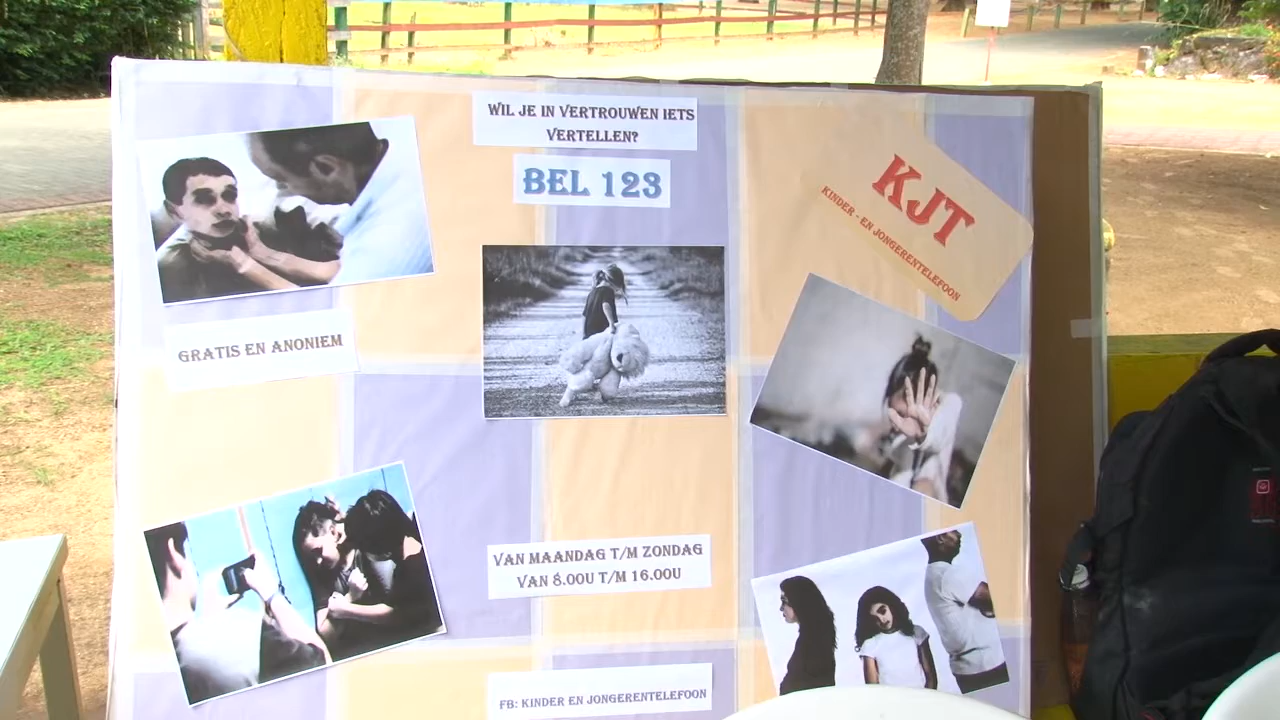 WIL JE IN VERTROUWEN IETS
VERTELLEN?
BEL 123
KJT
KINDER - EN JONGERENTELEFOON
GRATIS EN ANONIEM
VAN MAANDAG T/M ZONDAG
VAN 8.00U T/M 16.00U
FB: KINDER EN JONGERENTELEFOON